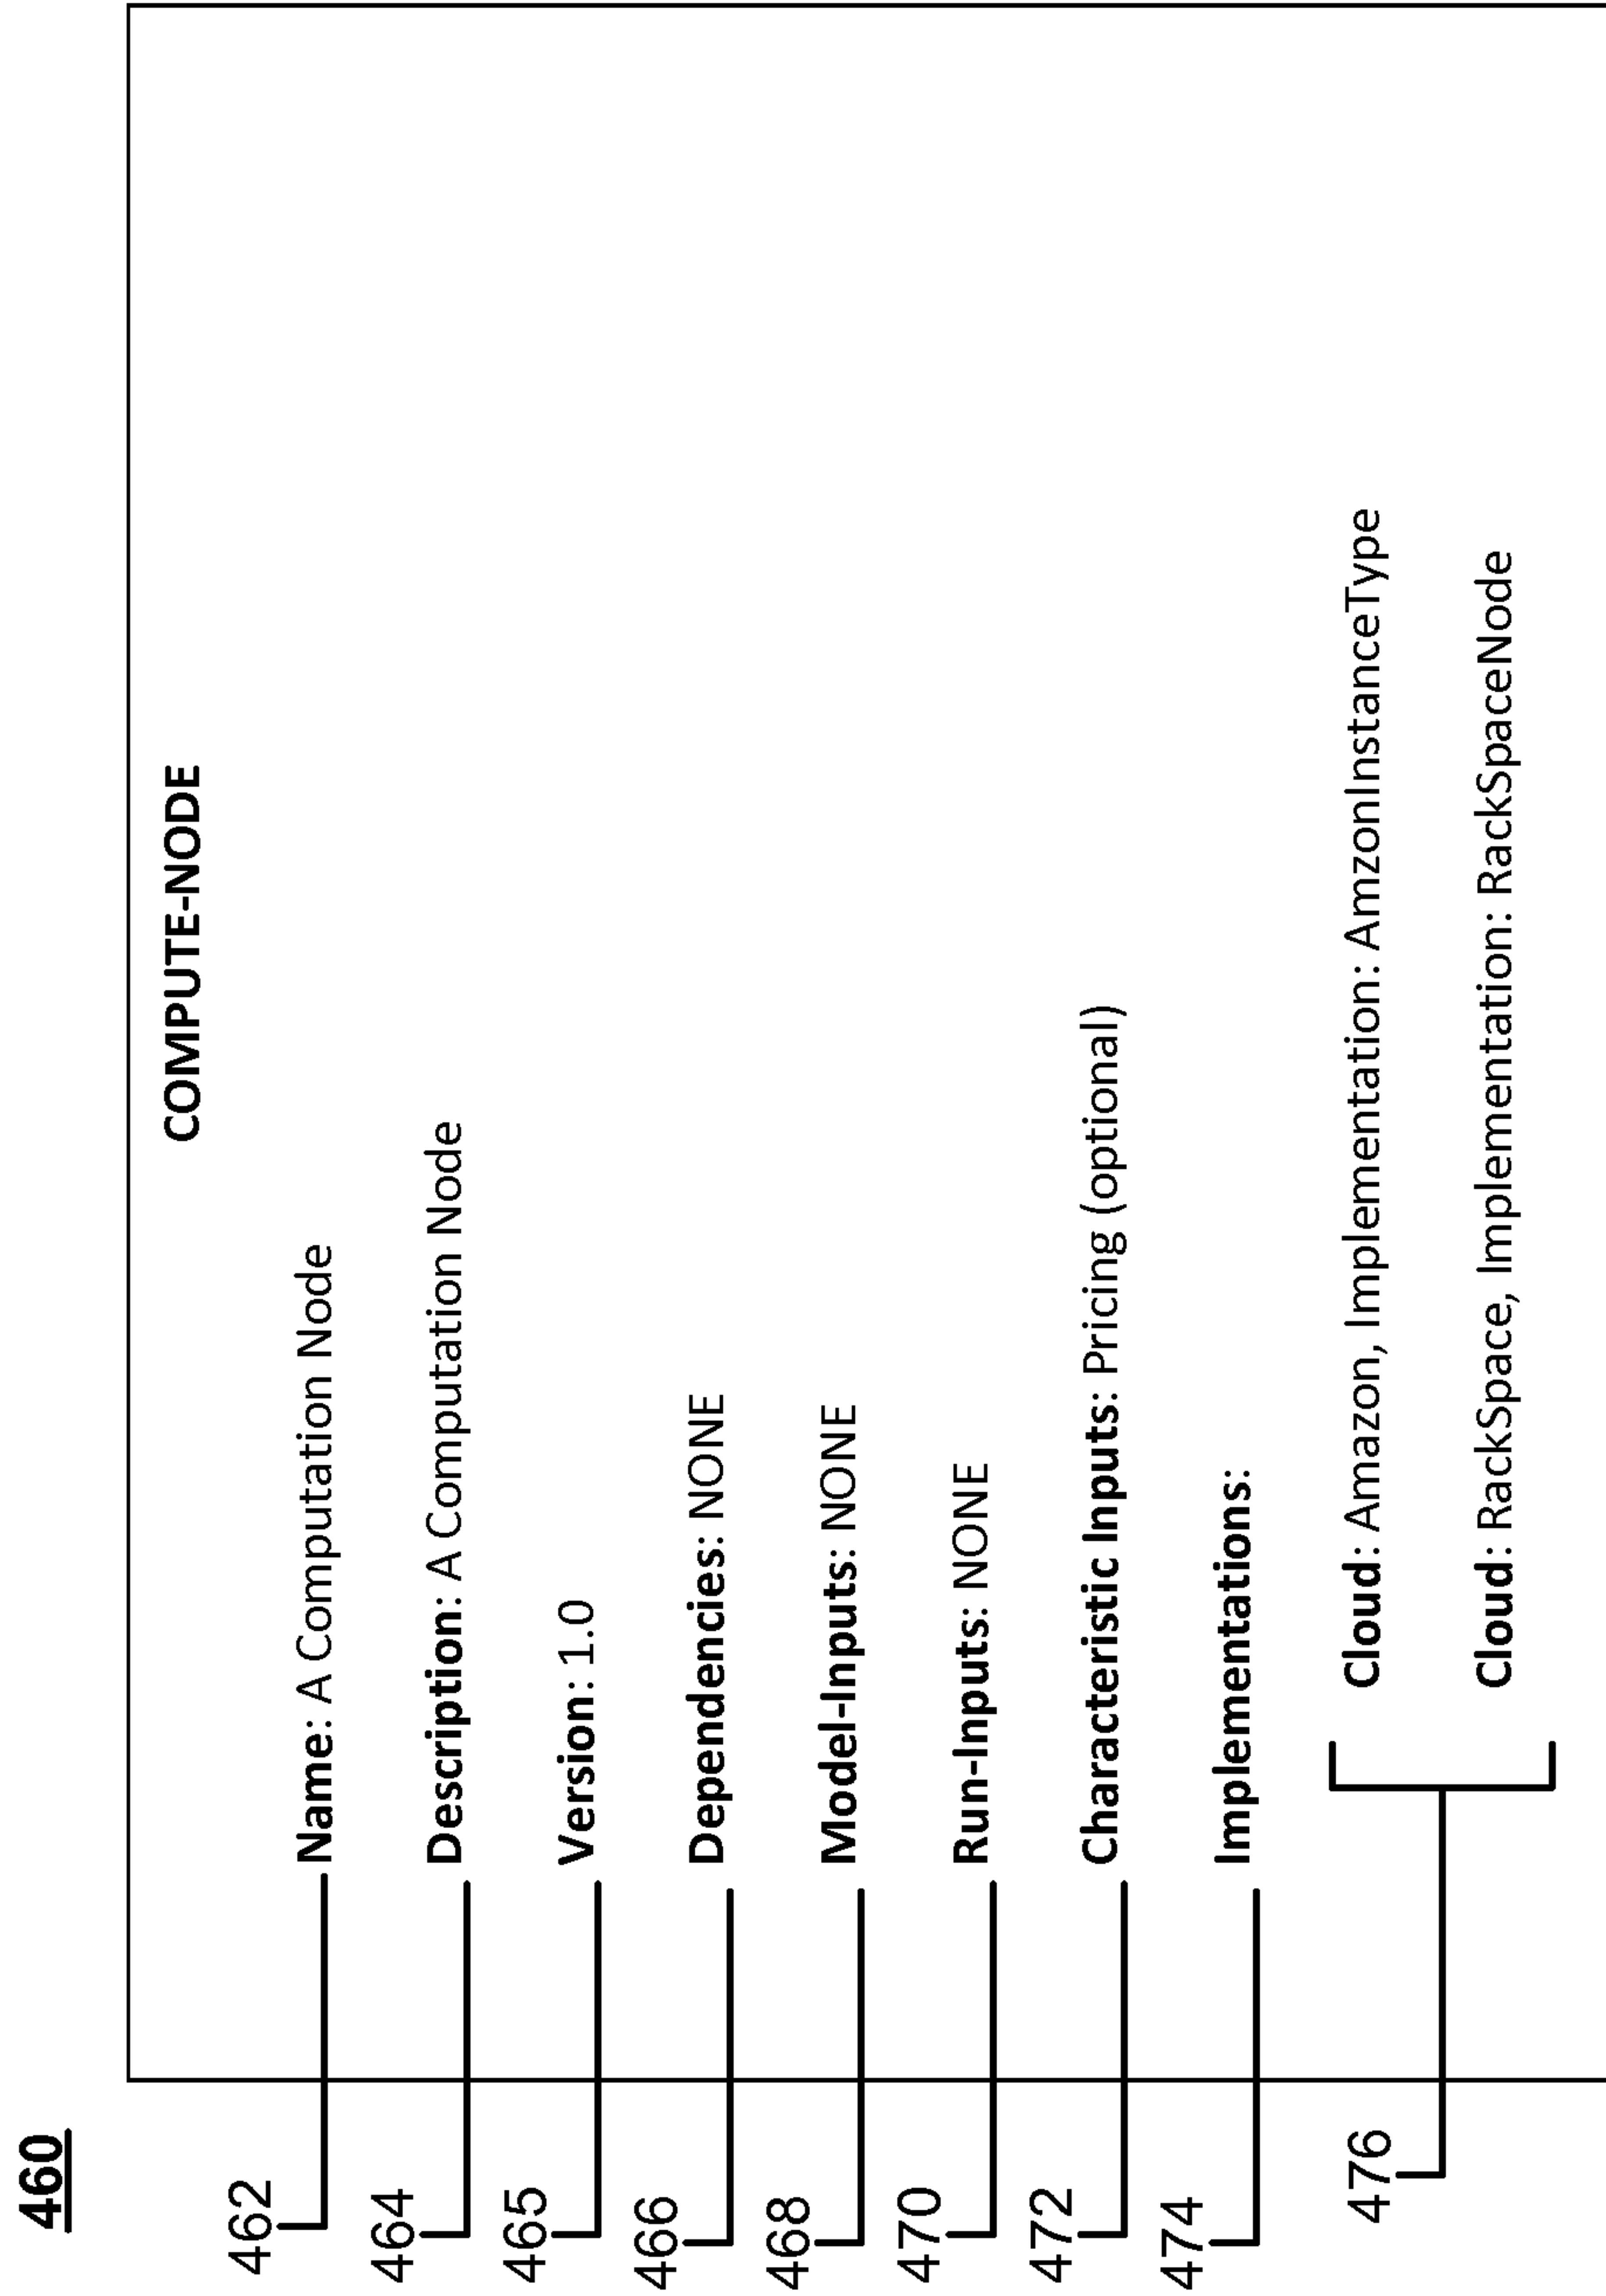 460
COMPUTE-NODE
462 Name: A Computation Node
464 Description: A Computation Node
465 Version: 1.0
466 Dependencies: NONE
468 Model-Inputs: NONE
470 Run-Inputs: NONE
472 Characteristic Inputs: Pricing (optional)
474 Implementations:
476
Cloud: Amazon, Implementation: AmzonInstanceType
Cloud: RackSpace, Implementation: RackSpaceNode